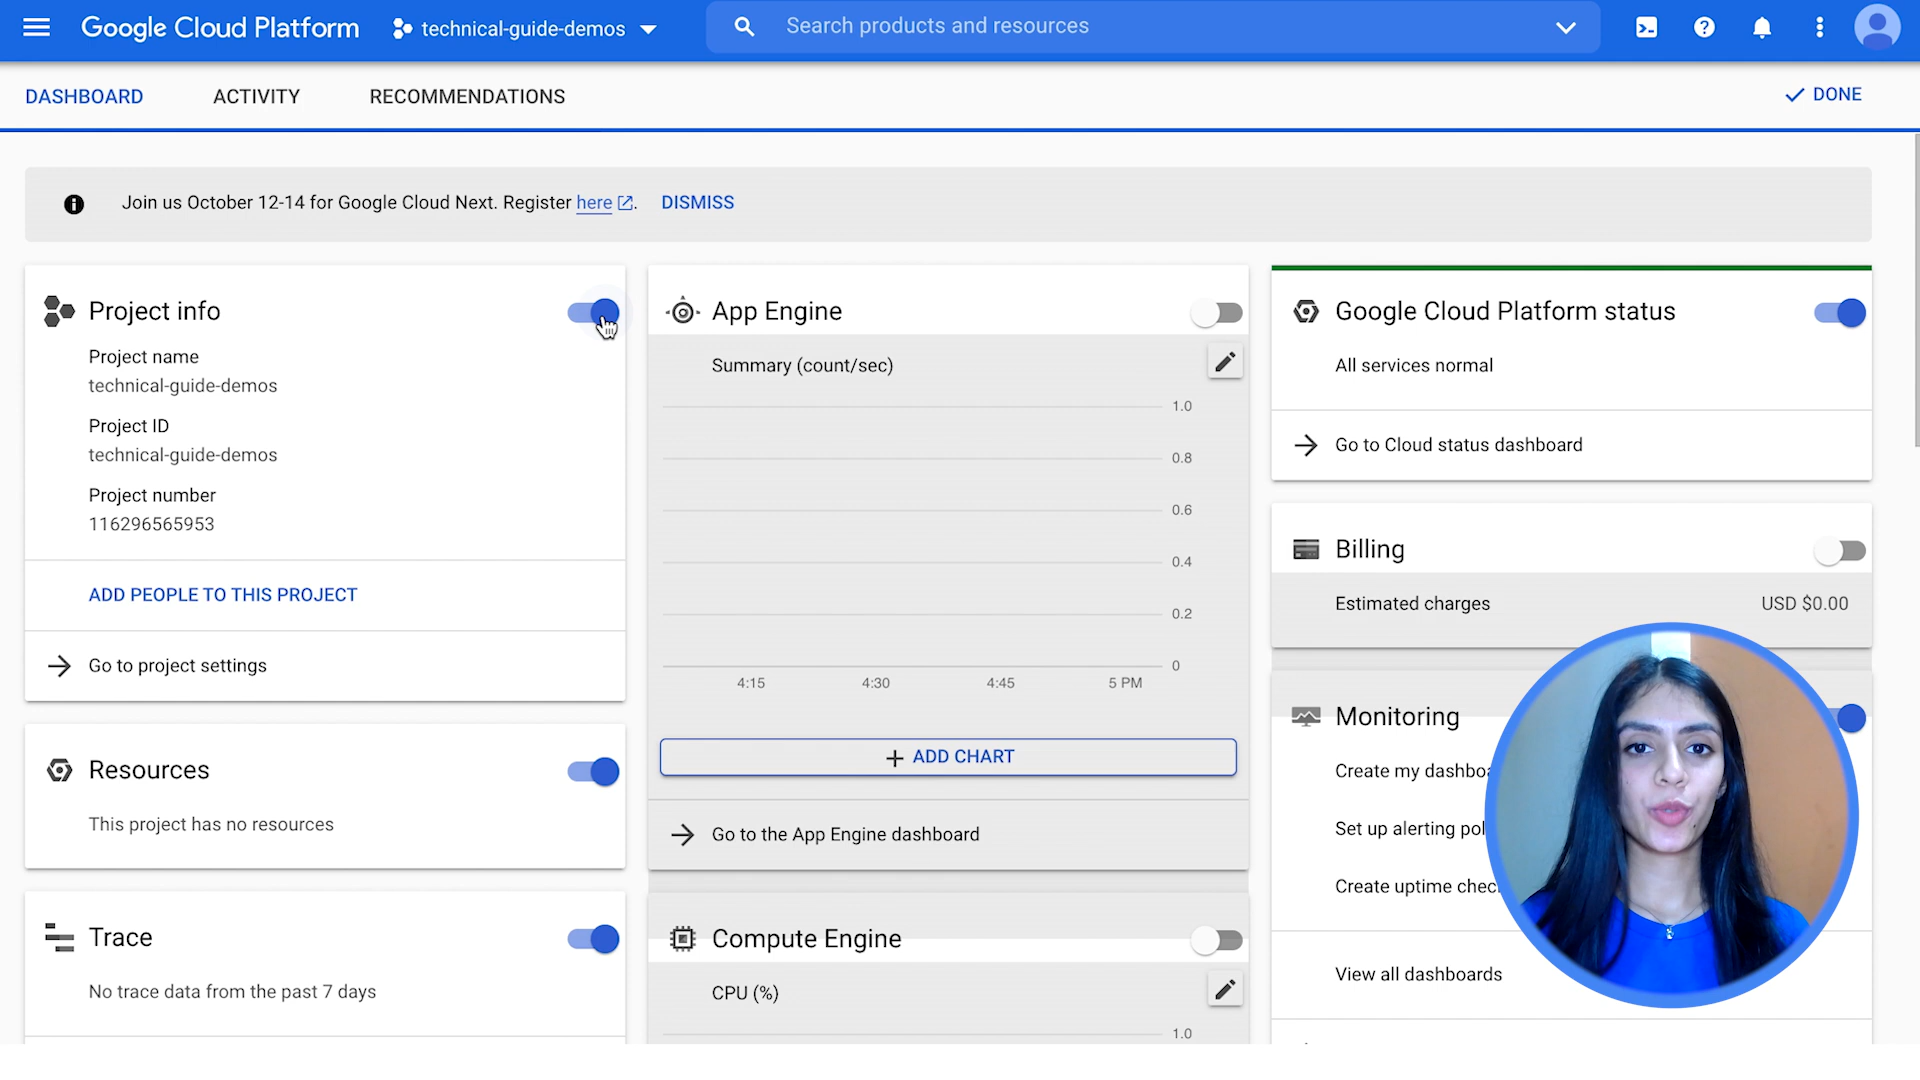 Google Cloud Platform
technical-guide-demos
Search products and resources
DASHBOARD
ACTIVITY
RECOMMENDATIONS
DONE
Join us October 12-14 for Google Cloud Next. Register here. DISMISS
Project info
Project name
technical-guide-demos
Project ID
technical-guide-demos
Project number
116296565953
ADD PEOPLE TO THIS PROJECT
Go to project settings
Resources
This project has no resources
Trace
No trace data from the past 7 days
App Engine
Summary (count/sec)
1.0
0.8
0.6
0.4
0.2
0
4:15
4:30
4:45
5 PM
+ ADD CHART
Go to the App Engine dashboard
Compute Engine
CPU (%)
1.0
Google Cloud Platform status
All services normal
Go to Cloud status dashboard
Billing
Estimated charges
USD $0.00
Monitoring
Create my
Set up alerting
Create uptime
View all dashboards